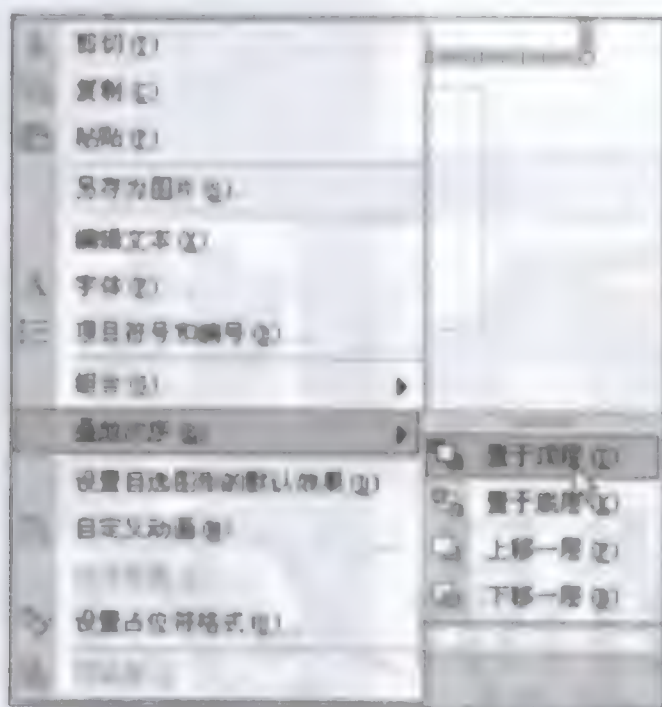 剪切(T)
复制(C)
粘贴(P)
另存为图片(S)...
编辑文本(X)
字体(F)...
项目符号和编号(B)...
组合(G)
叠放次序(R)
设置自选图形的默认效果(D)
自定义动画(M)...
设置占位符格式(O)...
置于顶层(T)
置于底层(K)
上移一层(F)
下移一层(B)